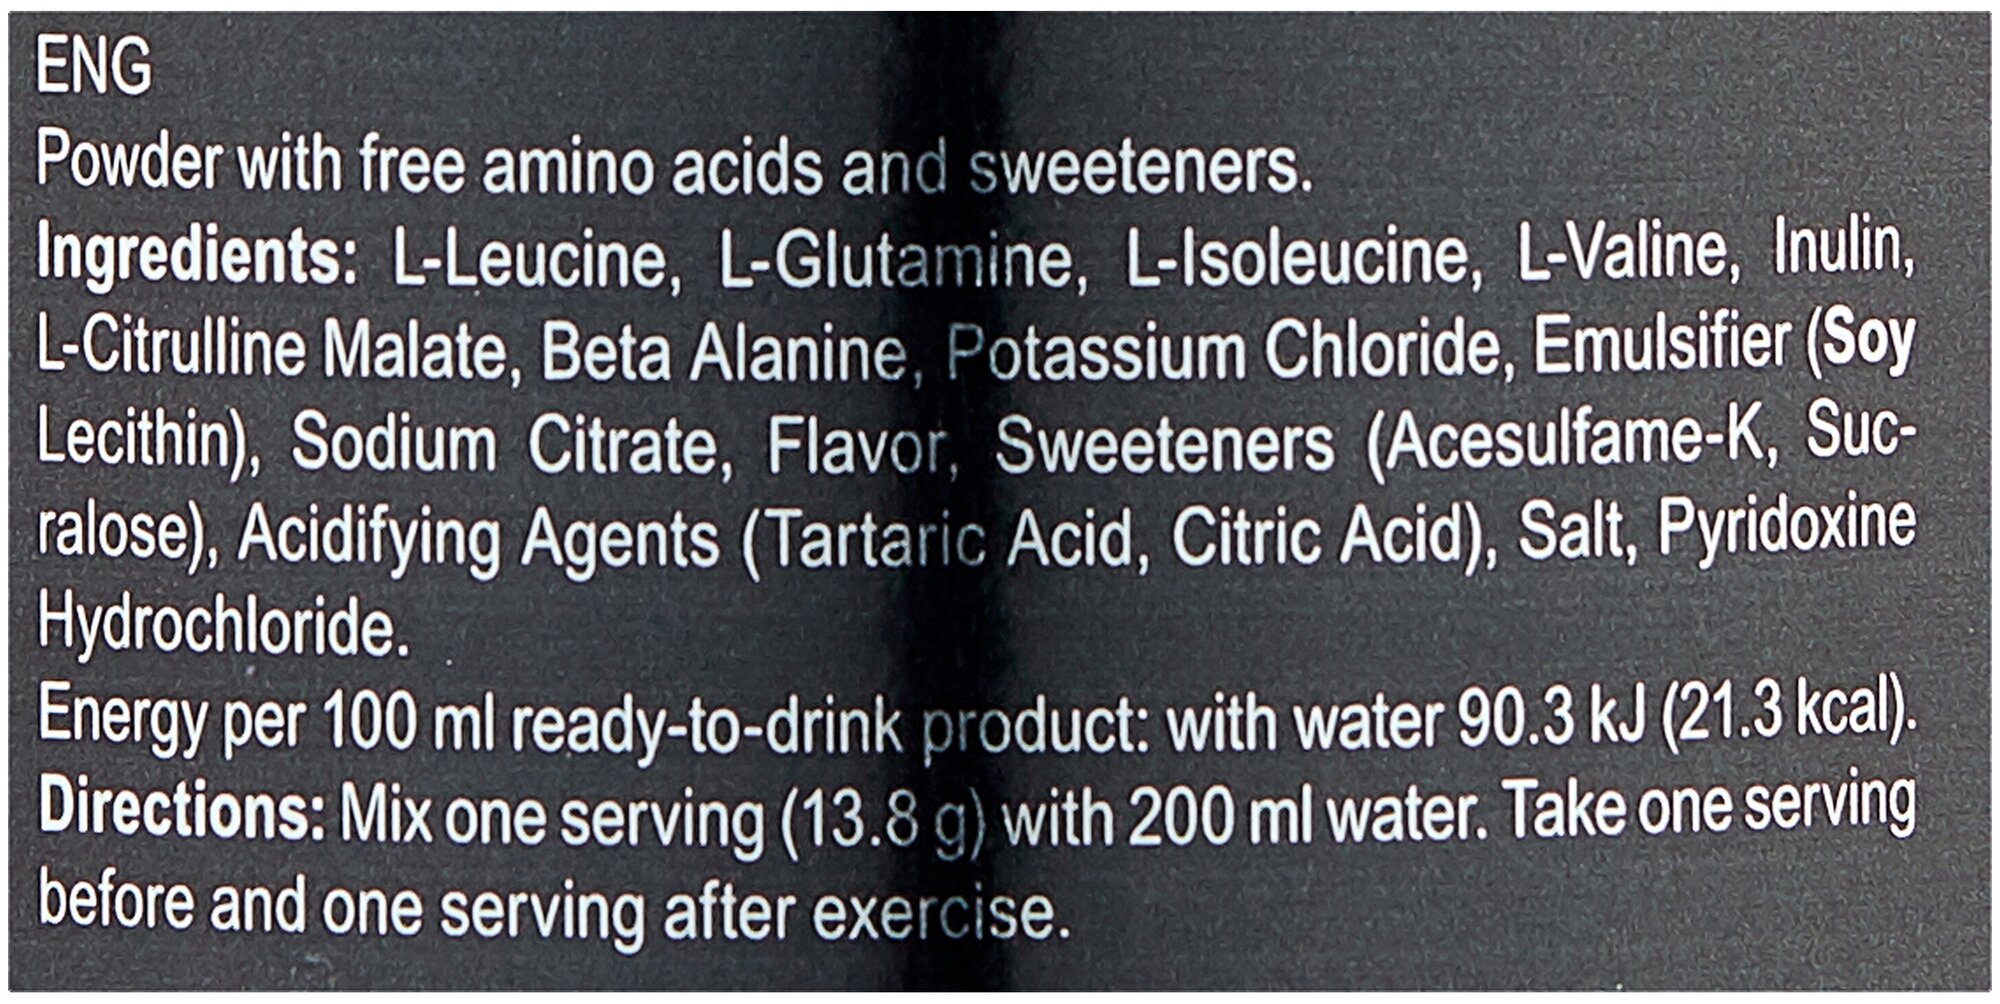 ENG
Powder with free amino acids and sweeteners.
Ingredients: L-Leucine, L-Glutamine, L-Isoleucine, L-Valine, Inulin,
L-Citrulline Malate, Beta Alanine, Potassium Chloride, Emulsifier (Soy
Lecithin), Sodium Citrate, Flavor, Sweeteners (Acesulfame-K, Suc-
ralose), Acidifying Agents (Tartaric Acid, Citric Acid), Salt, Pyridoxine
Hydrochloride.
Energy per 100 ml ready-to-drink product: with water 90.3 kJ (21.3 kcal).
Directions: Mix one serving (13.8 g) with 200 ml water. Take one serving
before and one serving after exercise.